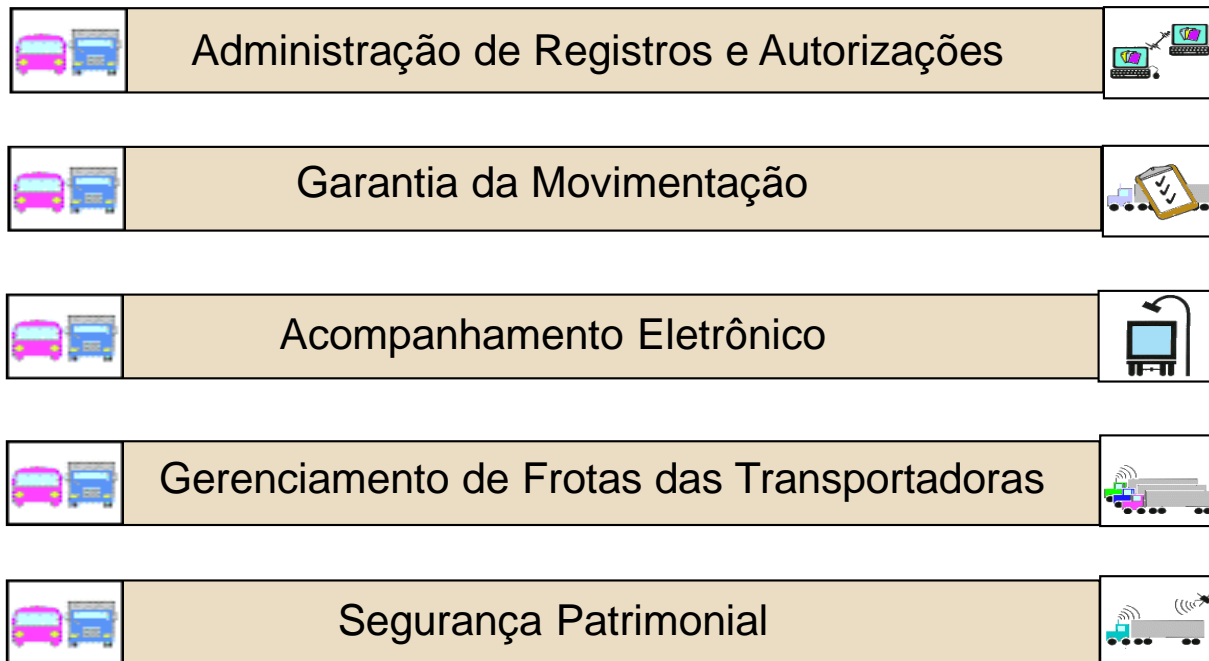 Administração de Registros e Autorizações
Garantia da Movimentação
Acompanhamento Eletrônico
Gerenciamento de Frotas das Transportadoras
Segurança Patrimonial